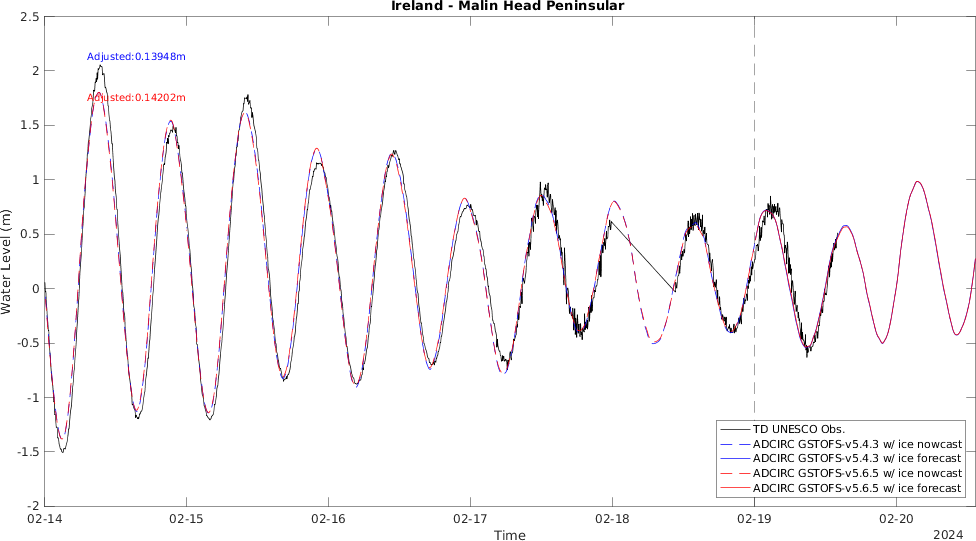 Ireland - Malin Head Peninsular
2.5
2
1.5
1
0.5
0
-0.5
-1
-1.5
-2
Water Level (m)
Adjusted:0.13948m
Adjusted:0.14202m
TD UNESCO Obs.
ADCIRC GSTOFS-v5.4.3 w/ ice nowcast
ADCIRC GSTOFS-v5.4.3 w/ ice forecast
ADCIRC GSTOFS-v5.6.5 w/ ice nowcast
ADCIRC GSTOFS-v5.6.5 w/ ice forecast
02-14 02-15 02-16 02-17 02-18 02-19 02-20
Time
2024